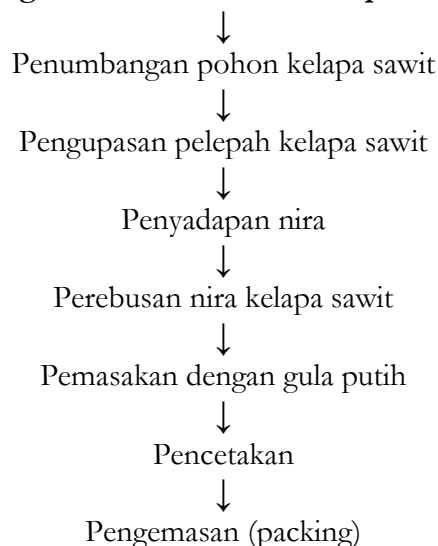 ↓
Penumbangan pohon kelapa sawit
↓
Pengupasan pelepah kelapa sawit
↓
Penyadapan nira
↓
Perebusan nira kelapa sawit
↓
Pemasakan dengan gula putih
↓
Pencetakan
↓
Pengemasan (packing)